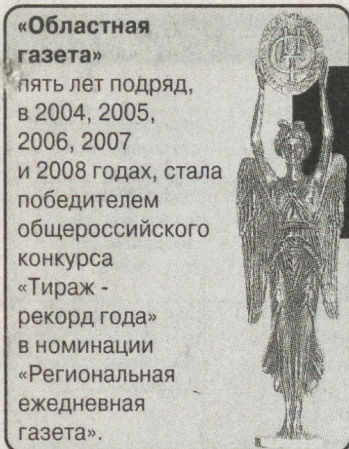 «Областная
газета»
пять лет подряд,
в 2004, 2005,
2006, 2007
и 2008 годах, стала
победителем
общероссийского
конкурса
«Тираж -
рекорд года»
в номинации
«Региональная
ежедневная
газета».